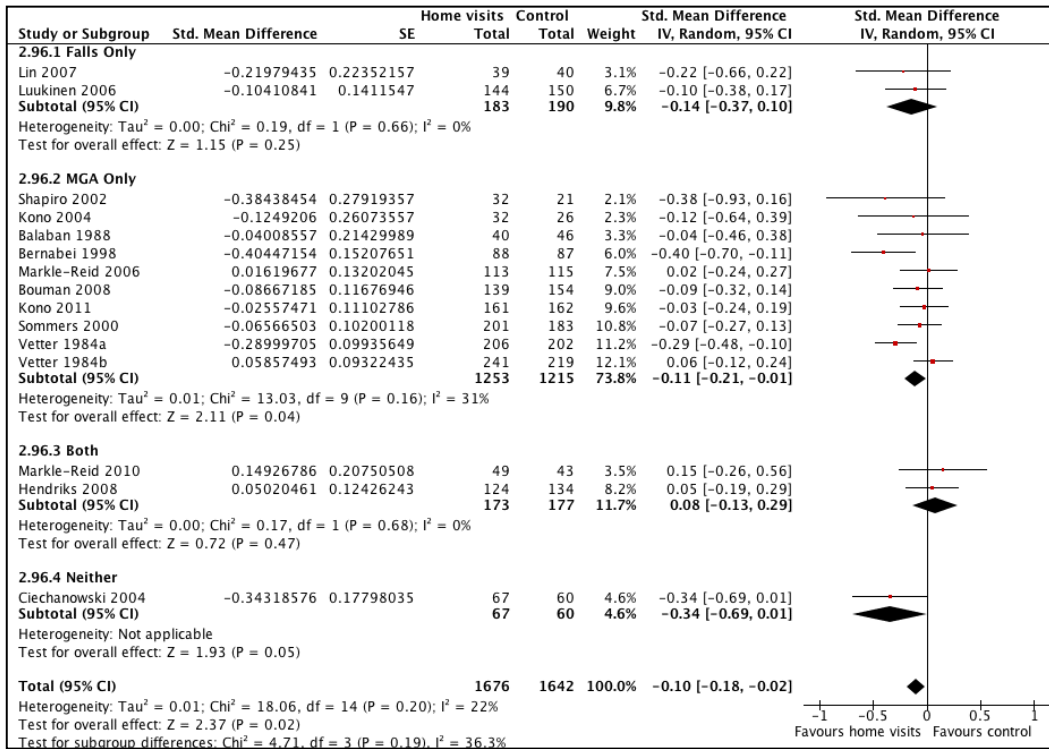 Home visits Control Std. Mean Difference Std. Mean Difference
Study or Subgroup Std. Mean Difference SE Total Total Weight IV, Random, 95% CI IV, Random, 95% CI
2.96.1 Falls Only
Lin 2007 -0.21979435 0.22352157 39 40 3.1% -0.22 [-0.66, 0.22]
Luukinen 2006 -0.10410841 0.1411547 144 150 6.7% -0.10 [-0.38, 0.17]
Subtotal (95% CI) 183 190 9.8% -0.14 [-0.37, 0.10]
Heterogeneity: Tau² = 0.00; Chi² = 0.19, df = 1 (P = 0.66); I² = 0%
Test for overall effect: Z = 1.15 (P = 0.25)
2.96.2 MGA Only
Shapiro 2002 -0.38438454 0.27919357 32 21 2.1% -0.38 [-0.93, 0.16]
Kono 2004 -0.1249206 0.26073557 32 26 2.3% -0.12 [-0.64, 0.39]
Balaban 1988 -0.04008557 0.21429989 40 46 3.3% -0.04 [-0.46, 0.38]
Bernabei 1998 -0.40447154 0.15207651 88 87 6.0% -0.40 [-0.70, -0.11]
Markle-Reid 2006 0.01619677 0.13202045 113 115 7.5% 0.02 [-0.24, 0.27]
Bouman 2008 -0.08667185 0.11676946 139 154 9.0% -0.09 [-0.32, 0.14]
Kono 2011 -0.02557471 0.11102786 161 162 9.6% -0.03 [-0.24, 0.19]
Sommers 2000 -0.06566503 0.10200118 201 183 10.8% -0.07 [-0.27, 0.13]
Vetter 1984a -0.28999705 0.09935649 206 202 11.2% -0.29 [-0.48, -0.10]
Vetter 1984b 0.05857493 0.09322435 241 219 12.1% 0.06 [-0.12, 0.24]
Subtotal (95% CI) 1253 1215 73.8% -0.11 [-0.21, -0.01]
Heterogeneity: Tau² = 0.01; Chi² = 13.03, df = 9 (P = 0.16); I² = 31%
Test for overall effect: Z = 2.11 (P = 0.04)
2.96.3 Both
Markle-Reid 2010 0.14926786 0.20750508 49 43 3.5% 0.15 [-0.26, 0.56]
Hendriks 2008 0.05020461 0.12426243 124 134 8.2% 0.05 [-0.19, 0.29]
Subtotal (95% CI) 173 177 11.7% 0.08 [-0.13, 0.29]
Heterogeneity: Tau² = 0.00; Chi² = 0.17, df = 1 (P = 0.68); I² = 0%
Test for overall effect: Z = 0.72 (P = 0.47)
2.96.4 Neither
Ciechanowski 2004 -0.34318576 0.17798035 67 60 4.6% -0.34 [-0.69, 0.01]
Subtotal (95% CI) 67 60 4.6% -0.34 [-0.69, 0.01]
Heterogeneity: Not applicable
Test for overall effect: Z = 1.93 (P = 0.05)
Total (95% CI) 1676 1642 100.0% -0.10 [-0.18, -0.02]
Heterogeneity: Tau² = 0.01; Chi² = 18.06, df = 14 (P = 0.20); I² = 22%
Test for overall effect: Z = 2.37 (P = 0.02)
Test for subgroup differences: Chi² = 4.71, df = 3 (P = 0.19), I² = 36.3%
-1 -0.5 0 0.5 1
Favours home visits Favours control